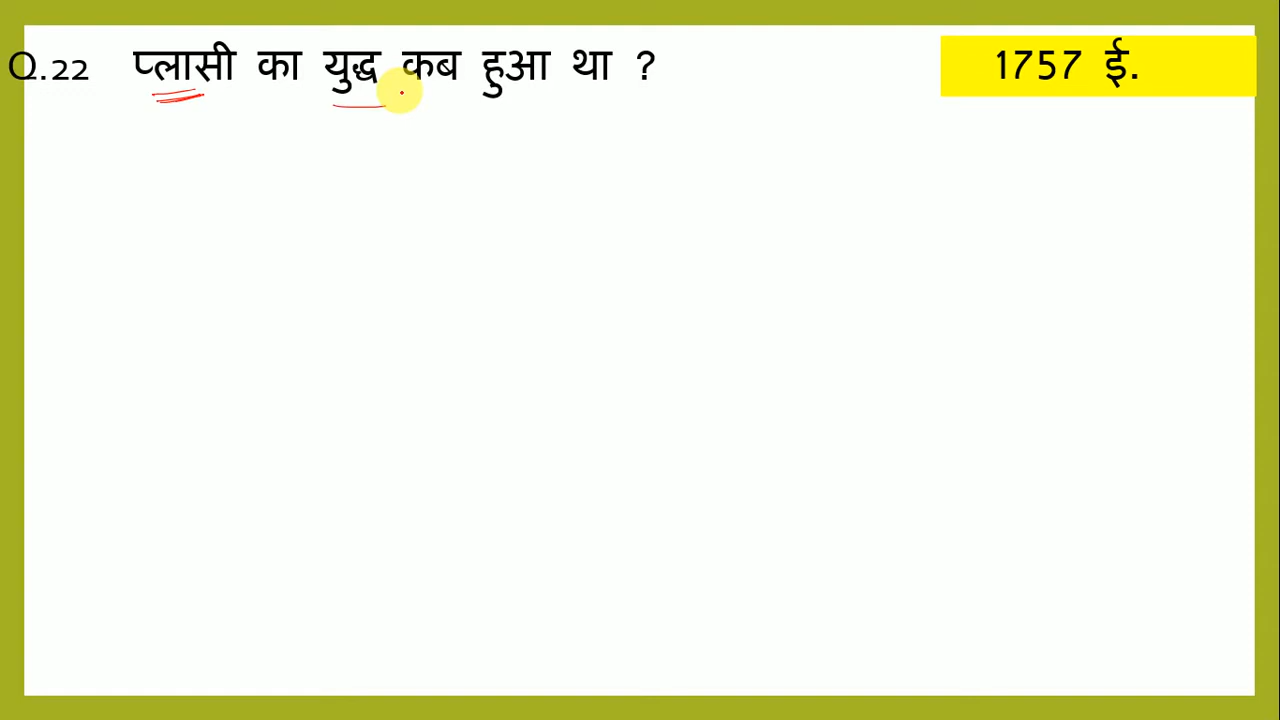 Q.22 प्लासी का युद्ध कब हुआ था ? 1757 ई.